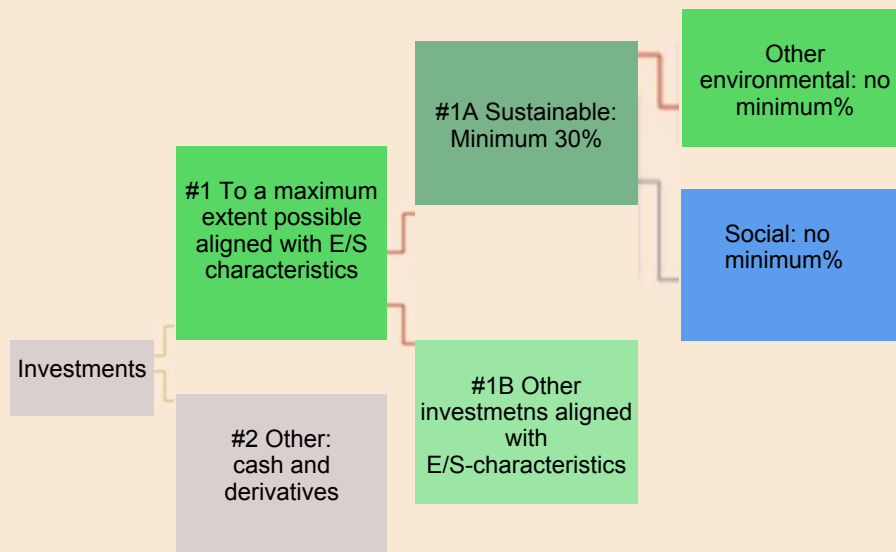 Investments
#1 To a maximum
extent possible
aligned with E/S
characteristics
#2 Other:
cash and
derivatives
#1A Sustainable:
Minimum 30%
#1B Other
investmetns aligned
with
E/S-characteristics
Other
environmental: no
minimum%
Social: no
minimum%